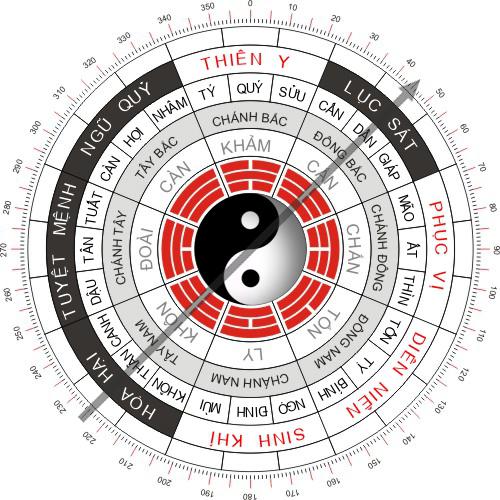 0
10
20
30
40
50
60
70
80
90
100
110
120
130
140
150
160
170
180
190
200
210
220
230
240
250
260
270
280
290
300
310
320
330
340
350
THIÊN Y
LỤC SÁT
PHỤC VỊ
DIÊN NIÊN
SINH KHÍ
HỌA HẠI
TUYỆT MỆNH
NGŨ QUỶ
TÝ
QUÝ
SỬU
CẤN
DẦN
GIÁP
MÃO
ẤT
THÌN
TỐN
TỴ
BÍNH
NGỌ
ĐINH
MÙI
KHÔN
THÂN
CANH
DẬU
TÂN
TUẤT
CÀN
HỢI
NHÂM
CHÁNH BẮC
ĐÔNG BẮC
CHÁNH ĐÔNG
ĐÔNG NAM
CHÁNH NAM
TÂY NAM
CHÁNH TÂY
TÂY BẮC
KHẢM
CẤN
CHẤN
TỐN
LY
KHÔN
ĐOÀI
CÀN